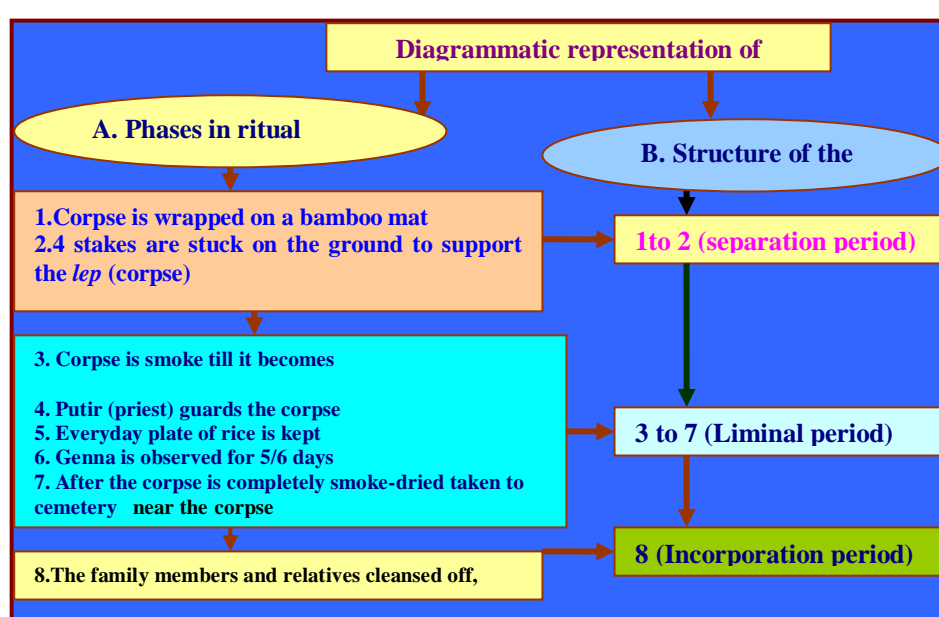 Diagrammatic representation of
A. Phases in ritual
B. Structure of the
1.Corpse is wrapped on a bamboo mat
2.4 stakes are stuck on the ground to support
the lep (corpse)
1to 2 (separation period)
3. Corpse is smoke till it becomes
4. Putir (priest) guards the corpse
5. Everyday plate of rice is kept
6. Genna is observed for 5/6 days
7. After the corpse is completely smoke-dried taken to
cemetery near the corpse
3 to 7 (Liminal period)
8.The family members and relatives cleansed off,
8 (Incorporation period)